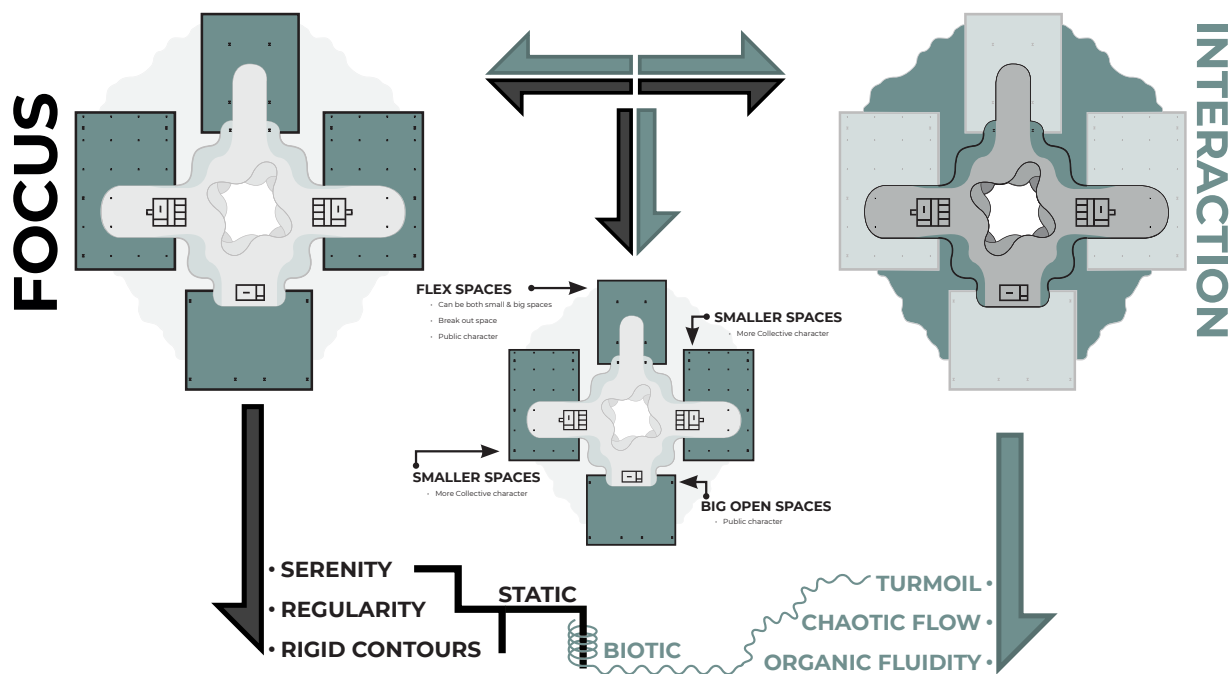 FOCUS
INTERACTION
FLEX SPACES
· Can be both small & big spaces
· Break out space
· Public character
SMALLER SPACES
· More Collective character
SMALLER SPACES
· More Collective character
BIG OPEN SPACES
· Public character
• SERENITY
• REGULARITY
• RIGID CONTOURS
STATIC
BIOTIC
TURMOIL •
CHAOTIC FLOW •
ORGANIC FLUIDITY •